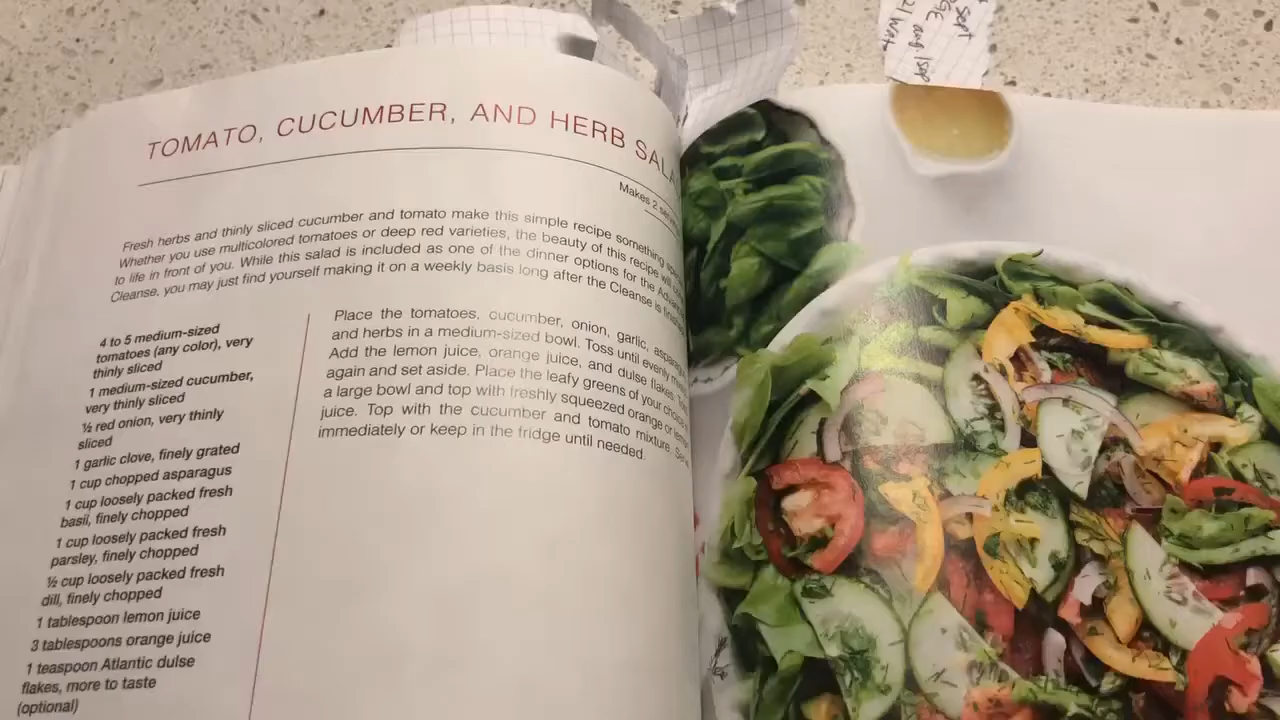 TOMATO, CUCUMBER, AND HERB
Makes 2
Fresh herbs and thinly sliced cucumber and tomato make this simple recipe something
Whether you use multicolored tomatoes or deep red varieties, the beauty of this recipe will
to life in front of you. While this salad is included as one of the dinner options for the
Cleanse, you may just find yourself making it on a weekly basis long after the Cleanse is
4 to 5 medium-sized
tomatoes (any color), very
thinly sliced
1 medium-sized cucumber,
very thinly sliced
½ red onion, very thinly
sliced
1 garlic clove, finely grated
1 cup chopped asparagus
1 cup loosely packed fresh
basil, finely chopped
1 cup loosely packed fresh
parsley, finely chopped
½ cup loosely packed fresh
dill, finely chopped
1 tablespoon lemon juice
3 tablespoons orange juice
1 teaspoon Atlantic dulse
flakes, more to taste
(optional)
Place the tomatoes, cucumber, onion, garlic,
and herbs in a medium-sized bowl. Toss until evenly
Add the lemon juice, orange juice, and dulse flakes.
again and set aside. Place the leafy greens of your choice
a large bowl and top with freshly squeezed orange or
juice. Top with the cucumber and tomato mixture.
immediately or keep in the fridge until needed.
sept